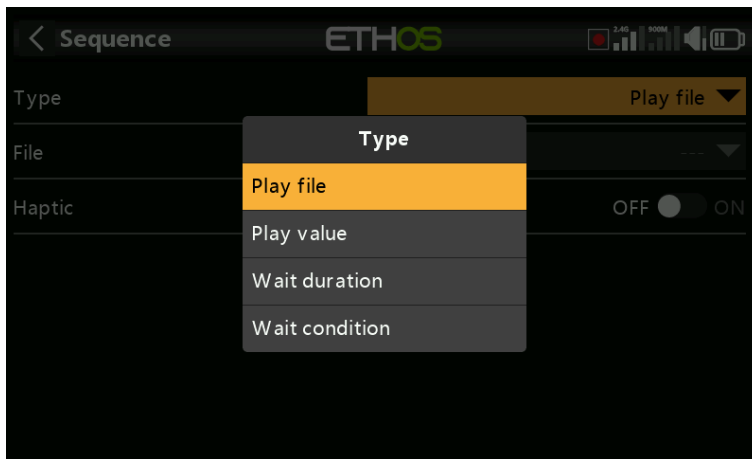 Sequence
ETHOS
2.4G 900M
Type
Play file
File
---
Haptic
OFF ON
Type
Play file
Play value
Wait duration
Wait condition